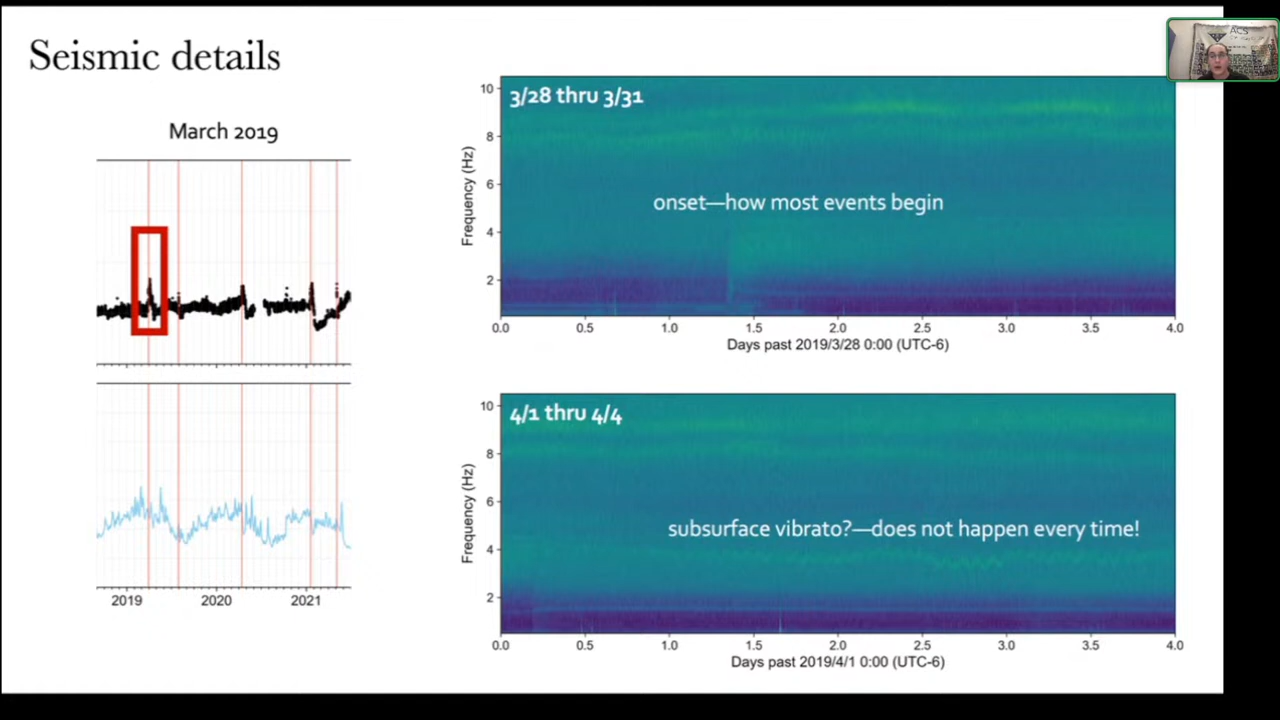 Seismic details
March 2019
2019 2020 2021
3/28 thru 3/31
onset—how most events begin
Frequency (Hz)
10
8
6
4
2
0.0 0.5 1.0 1.5 2.0 2.5 3.0 3.5 4.0
Days past 2019/3/28 0:00 (UTC-6)
4/1 thru 4/4
subsurface vibrato?—does not happen every time!
Frequency (Hz)
10
8
6
4
2
0.0 0.5 1.0 1.5 2.0 2.5 3.0 3.5 4.0
Days past 2019/4/1 0:00 (UTC-6)
ACS